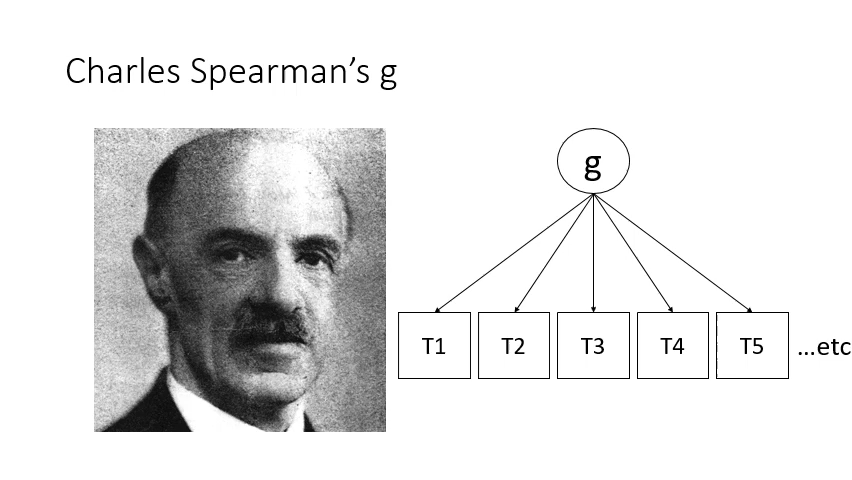 Charles Spearman’s g
g
T1
T2
T3
T4
T5
...etc